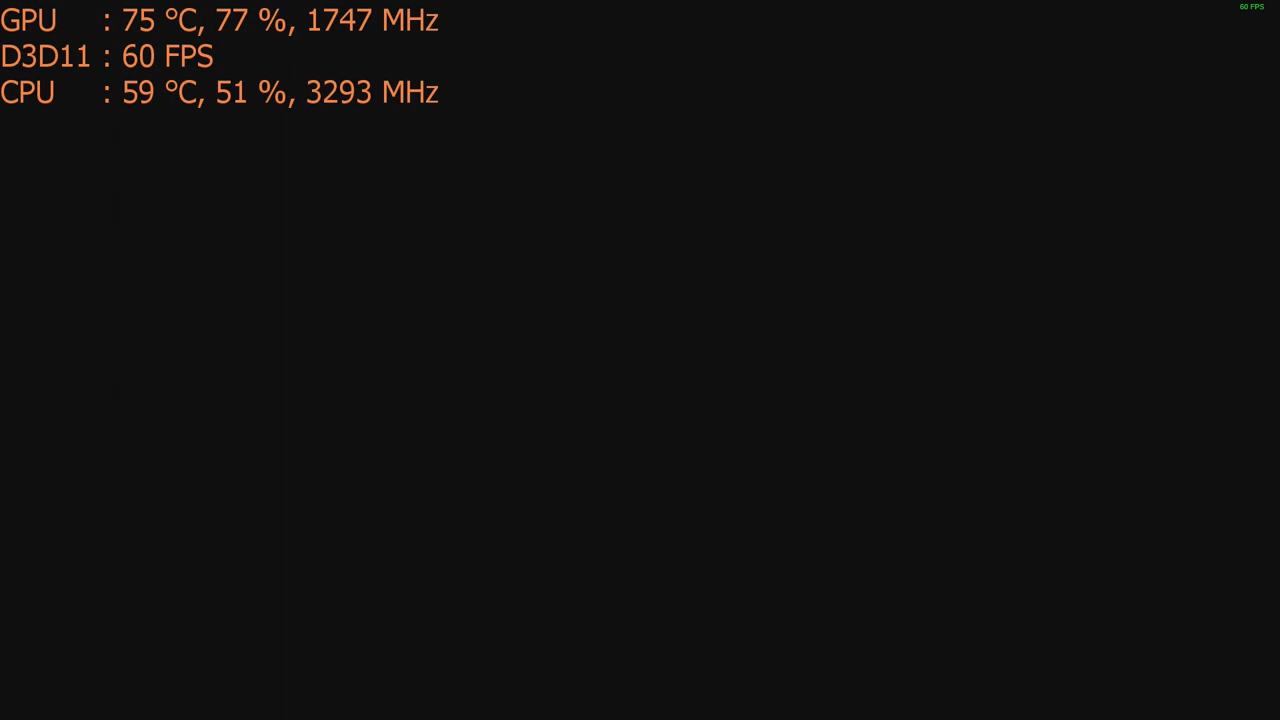 GPU : 75 °C, 77 %, 1747 MHz
60 FPS
D3D11 : 60 FPS
CPU : 59 °C, 51 %, 3293 MHz